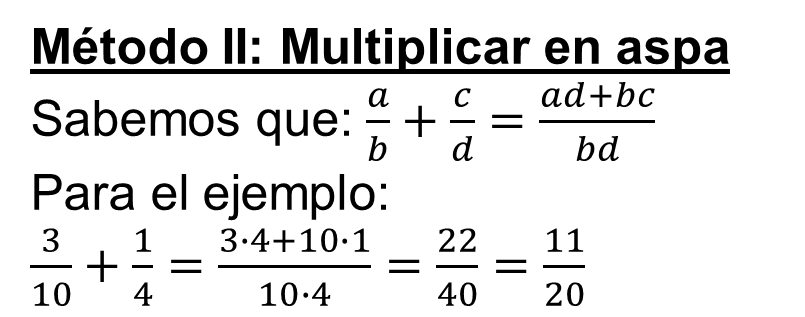 Método II: Multiplicar en aspa
Sabemos que: a/b + c/d = ad+bc/bd
Para el ejemplo:
3/10 + 1/4 = 3·4+10·1/10·4 = 22/40 = 11/20